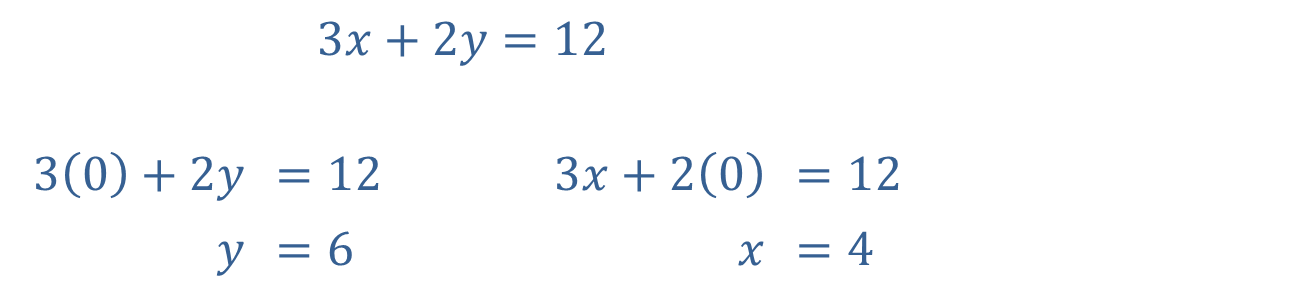 3x + 2y = 12
3(0) + 2y = 12
y = 6
3x + 2(0) = 12
x = 4